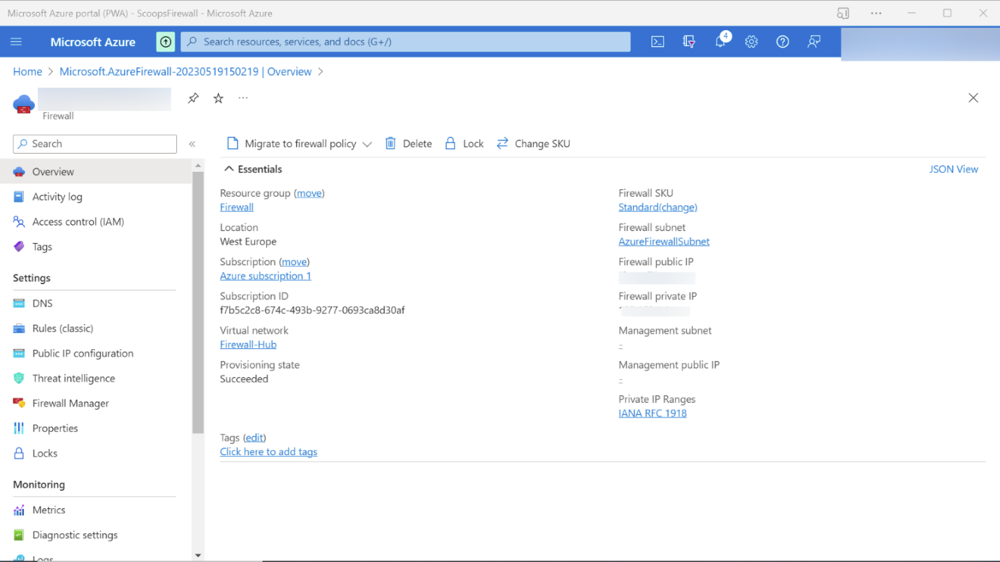 Microsoft Azure portal (PWA) - ScoopsFirewall - Microsoft Azure
Microsoft Azure
Search resources, services, and docs (G+/)
4
Home > Microsoft.AzureFirewall-20230519150219 | Overview >
Firewall
Search
«
Migrate to firewall policy
Delete
Lock
Change SKU
Overview
Activity log
Access control (IAM)
Tags
Settings
DNS
Rules (classic)
Public IP configuration
Threat intelligence
Firewall Manager
Properties
Locks
Monitoring
Metrics
Diagnostic settings
Logs
Essentials
JSON View
Resource group (move)
Firewall
Location
West Europe
Subscription (move)
Azure subscription 1
Subscription ID
f7b5c2c8-674c-493b-9277-0693ca8d30af
Virtual network
Firewall-Hub
Provisioning state
Succeeded
Firewall SKU
Standard(change)
Firewall subnet
AzureFirewallSubnet
Firewall public IP
Firewall private IP
Management subnet
-
Management public IP
-
Private IP Ranges
IANA RFC 1918
Tags (edit)
Click here to add tags